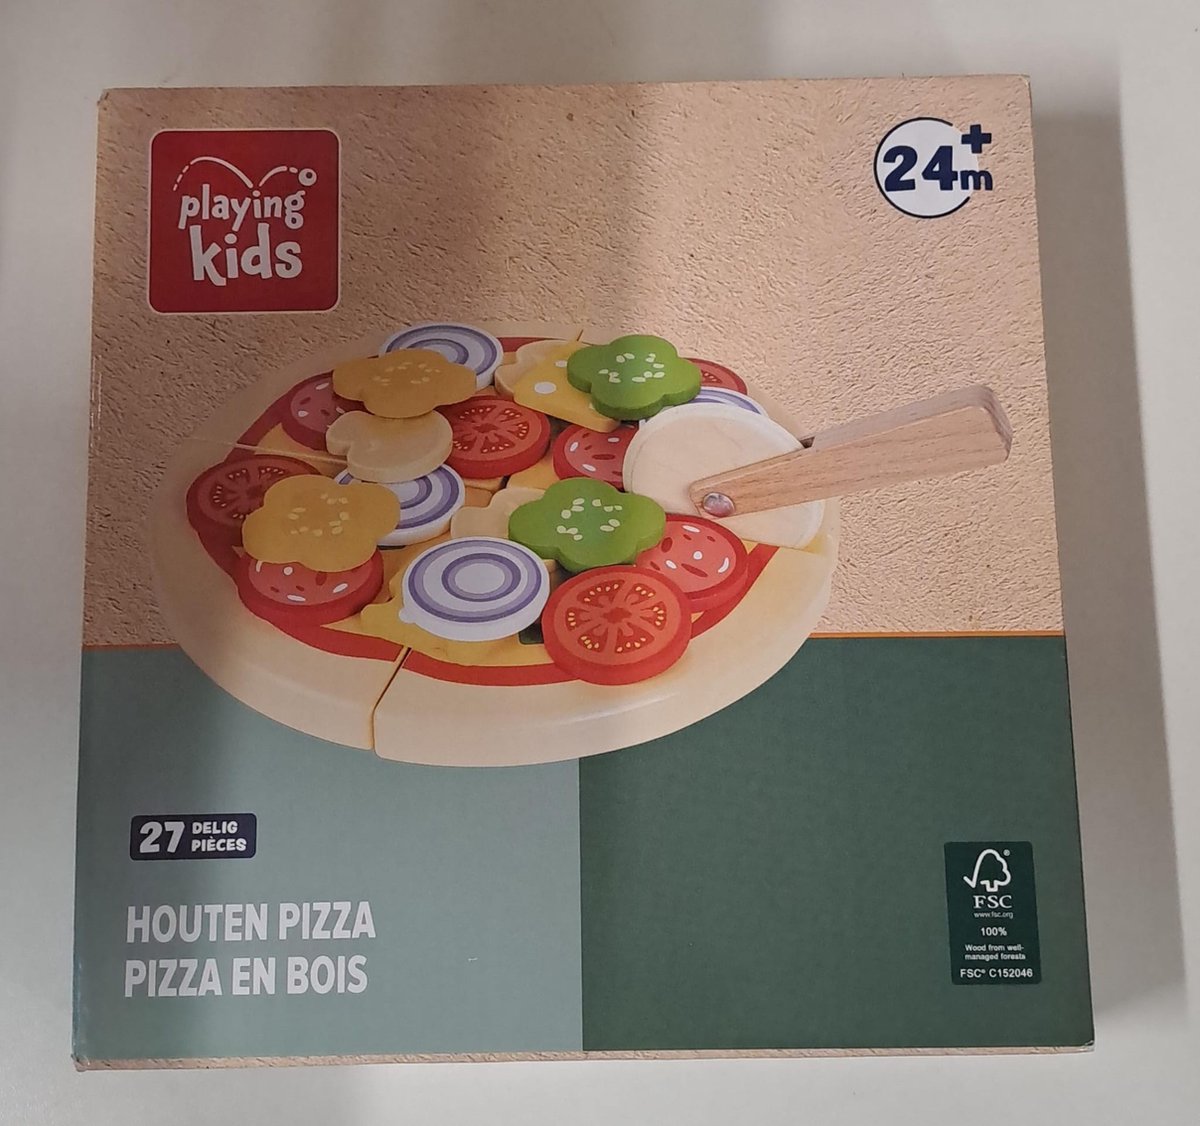 playing
kids
24m+
27 DELIG
PIÈCES
HOUTEN PIZZA
PIZZA EN BOIS
FSC®
www.fsc.org
100%
Wood from well-
managed forests
FSC® C152046